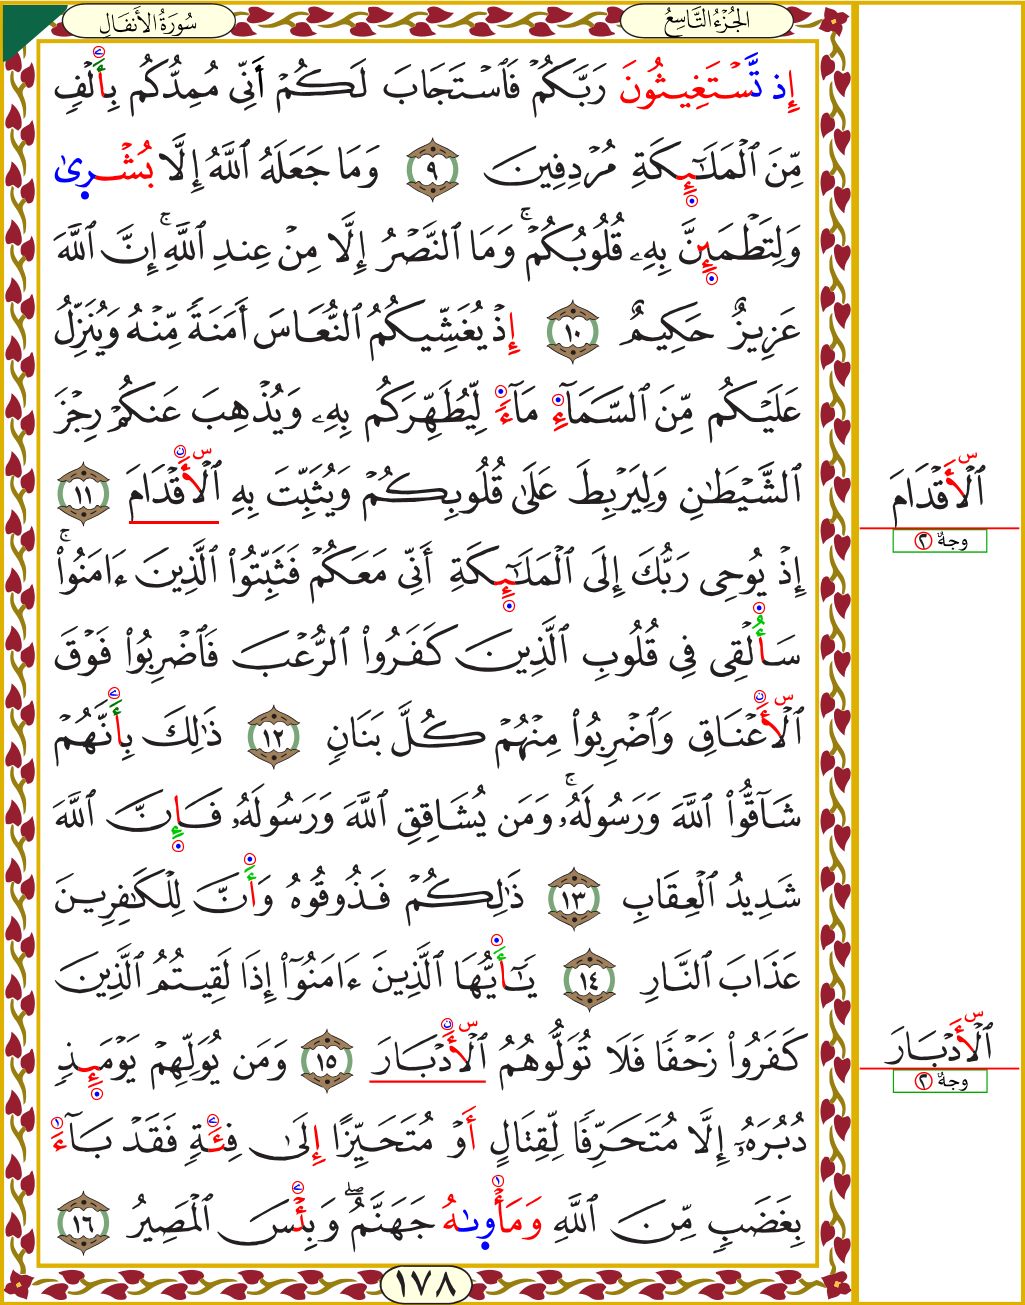 سُورَةُ الأَنفَالِ
الجُزْءُ التَّاسِعُ
إِذ تَّسْتَغِيثُونَ رَبَّكُمْ فَٱسْتَجَابَ لَكُمْ أَنِّى مُمِدُّكُم بِأَلْفٍ
مِّنَ ٱلْمَلَٰٓئِكَةِ مُرْدِفِينَ ٩ وَمَا جَعَلَهُ ٱللَّهُ إِلَّا بُشْرِىٰ
وَلِتَطْمَئِنَّ بِهِۦ قُلُوبُكُمْ ۚ وَمَا ٱلنَّصْرُ إِلَّا مِنْ عِندِ ٱللَّهِ ۚ إِنَّ ٱللَّهَ
عَزِيزٌ حَكِيمٌ ١٠ إِذْ يُغَشِّيكُمُ ٱلنُّعَاسَ أَمَنَةً مِّنْهُ وَيُنَزِّلُ
عَلَيْكُم مِّنَ ٱلسَّمَآءِ مَآءً لِّيُطَهِّرَكُم بِهِۦ وَيُذْهِبَ عَنكُمْ رِجْزَ
ٱلشَّيْطَٰنِ وَلِيَرْبِطَ عَلَىٰ قُلُوبِكُمْ وَيُثَبِّتَ بِهِ ٱلْأَقْدَامَ ١١
إِذْ يُوحِى رَبُّكَ إِلَى ٱلْمَلَٰٓئِكَةِ أَنِّى مَعَكُمْ فَثَبِّتُوا۟ ٱلَّذِينَ ءَامَنُوا۟ ۚ
سَأُلْقِى فِى قُلُوبِ ٱلَّذِينَ كَفَرُوا۟ ٱلرُّعْبَ فَٱضْرِبُوا۟ فَوْقَ
ٱلْأَعْنَاقِ وَٱضْرِبُوا۟ مِنْهُمْ كُلَّ بَنَانٍ ١٢ ذَٰلِكَ بِأَنَّهُمْ
شَآقُّوا۟ ٱللَّهَ وَرَسُولَهُۥ ۚ وَمَن يُشَاقِقِ ٱللَّهَ وَرَسُولَهُۥ فَإِنَّ ٱللَّهَ
شَدِيدُ ٱلْعِقَابِ ١٣ ذَٰلِكُمْ فَذُوقُوهُ وَأَنَّ لِلْكَٰفِرِينَ
عَذَابَ ٱلنَّارِ ١٤ يَٰٓأَيُّهَا ٱلَّذِينَ ءَامَنُوٓا۟ إِذَا لَقِيتُمُ ٱلَّذِينَ
كَفَرُوا۟ زَحْفًا فَلَا تُوَلُّوهُمُ ٱلْأَدْبَارَ ١٥ وَمَن يُوَلِّهِمْ يَوْمَئِذٍ
دُبُرَهُۥٓ إِلَّا مُتَحَرِّفًا لِّقِتَالٍ أَوْ مُتَحَيِّزًا إِلَىٰ فِئَةٍ فَقَدْ بَآءَ
بِغَضَبٍ مِّنَ ٱللَّهِ وَمَأْوِىٰهُ جَهَنَّمُ ۖ وَبِئْسَ ٱلْمَصِيرُ ١٦
١٧٨
ٱلْأَقْدَامَ
وجهٌ ٢
ٱلْأَدْبَارَ
وجهٌ ٢